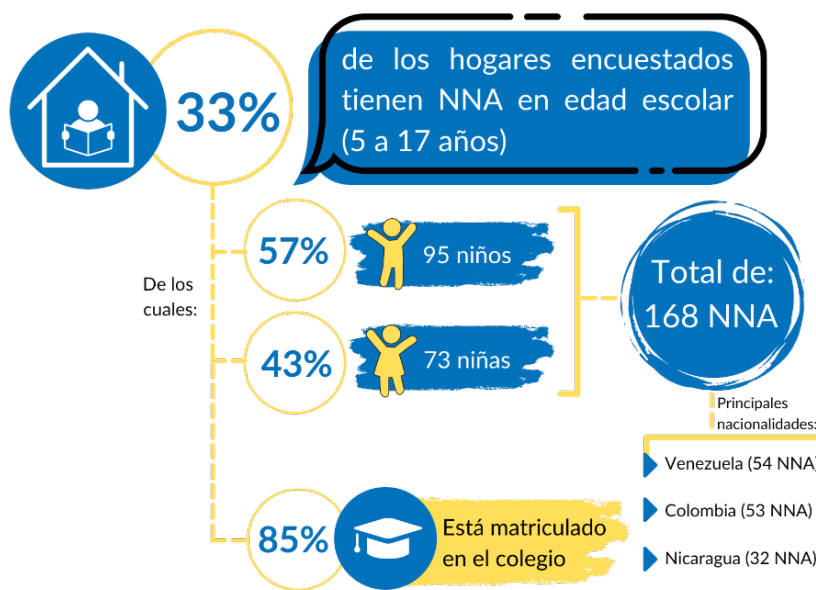 33%
de los hogares encuestados
tienen NNA en edad escolar
(5 a 17 años)
De los
cuales:
57%
95 niños
43%
73 niñas
Total de:
168 NNA
Principales
nacionalidades:
Venezuela (54 NNA)
Colombia (53 NNA)
Nicaragua (32 NNA)
85%
Está matriculado
en el colegio